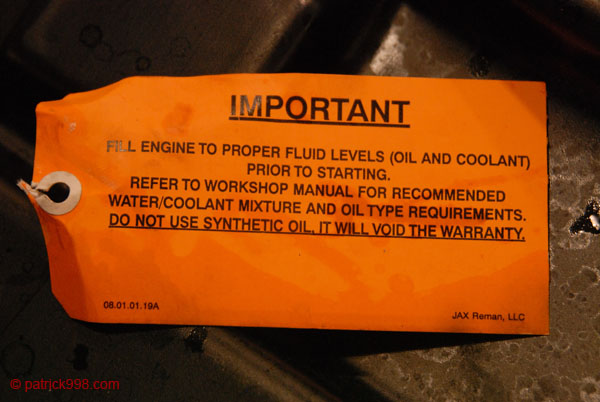 IMPORTANT
FILL ENGINE TO PROPER FLUID LEVELS (OIL AND COOLANT)
PRIOR TO STARTING.
REFER TO WORKSHOP MANUAL FOR RECOMMENDED
WATER/COOLANT MIXTURE AND OIL TYPE REQUIREMENTS.
DO NOT USE SYNTHETIC OIL, IT WILL VOID THE WARRANTY.
08.01.01.19A
JAX Reman, LLC
© patrick998.com